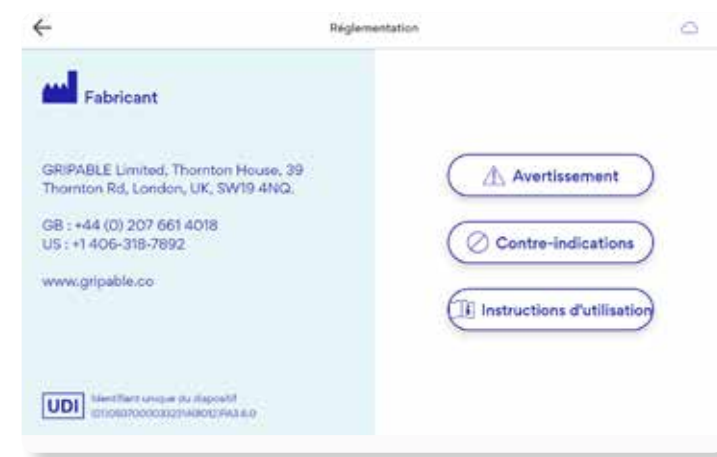 Réglementation
Fabricant
GRIPABLE Limited, Thornton House, 39
Thornton Rd, London, UK, SW19 4NQ.
GB : +44 (0) 207 661 4018
US : +1 406-318-7892
www.gripable.co
UDI
Identifiant unique du dispositif
Avertissement
Contre-indications
Instructions d'utilisation